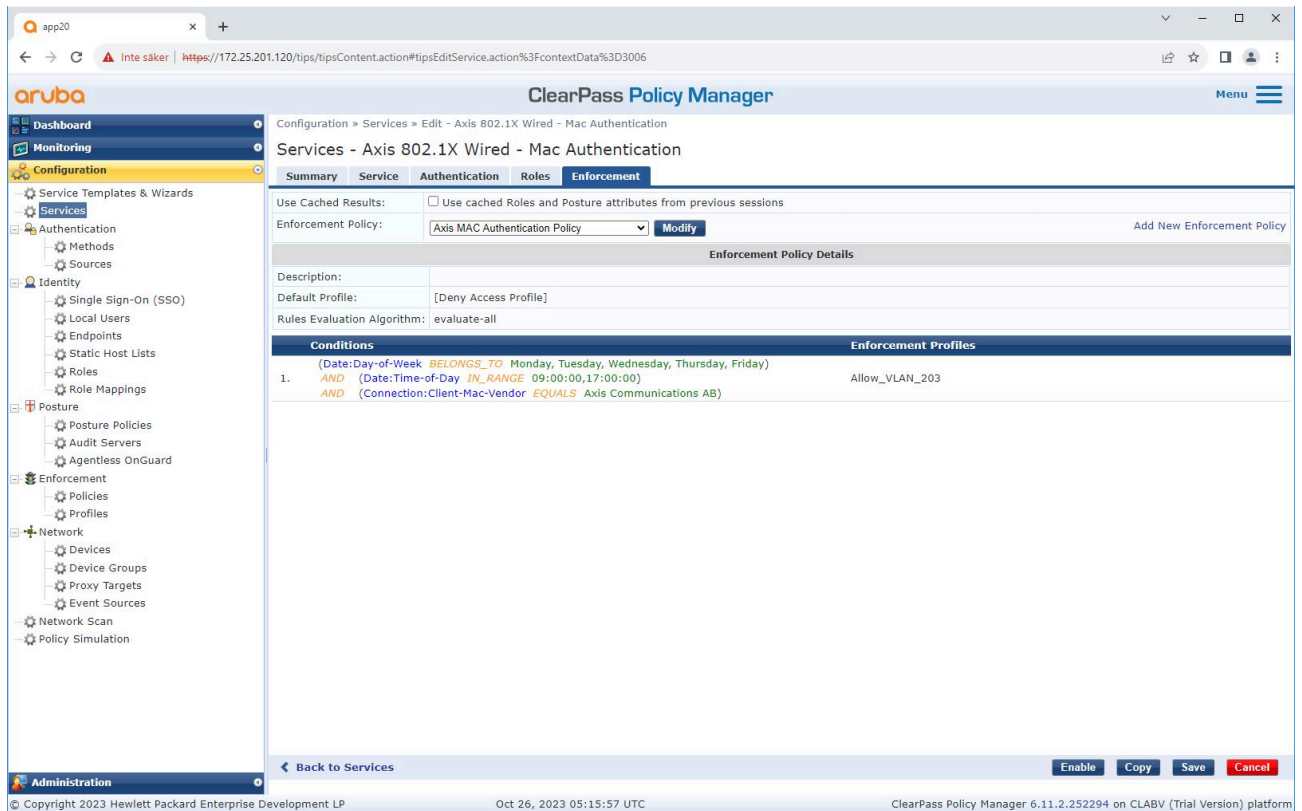 app20
Inte säker | https://172.25.201.120/tips/tipsContent.action#tipsEditService.action%3FcontextData%3D3006
aruba
ClearPass Policy Manager
Menu
Dashboard
Monitoring
Configuration
Service Templates & Wizards
Services
Authentication
Methods
Sources
Identity
Single Sign-On (SSO)
Local Users
Endpoints
Static Host Lists
Roles
Role Mappings
Posture
Posture Policies
Audit Servers
Agentless OnGuard
Enforcement
Policies
Profiles
Network
Devices
Device Groups
Proxy Targets
Event Sources
Network Scan
Policy Simulation
Administration
Configuration » Services » Edit - Axis 802.1X Wired - Mac Authentication
Services - Axis 802.1X Wired - Mac Authentication
Summary Service Authentication Roles Enforcement
Use Cached Results: Use cached Roles and Posture attributes from previous sessions
Enforcement Policy: Axis MAC Authentication Policy Modify Add New Enforcement Policy
Enforcement Policy Details
Description:
Default Profile: [Deny Access Profile]
Rules Evaluation Algorithm: evaluate-all
Conditions Enforcement Profiles
(Date:Day-of-Week BELONGS_TO Monday, Tuesday, Wednesday, Thursday, Friday)
1. AND (Date:Time-of-Day IN_RANGE 09:00:00,17:00:00) Allow_VLAN_203
AND (Connection:Client-Mac-Vendor EQUALS Axis Communications AB)
Back to Services Enable Copy Save Cancel
© Copyright 2023 Hewlett Packard Enterprise Development LP Oct 26, 2023 05:15:57 UTC ClearPass Policy Manager 6.11.2.252294 on CLABV (Trial Version) platform